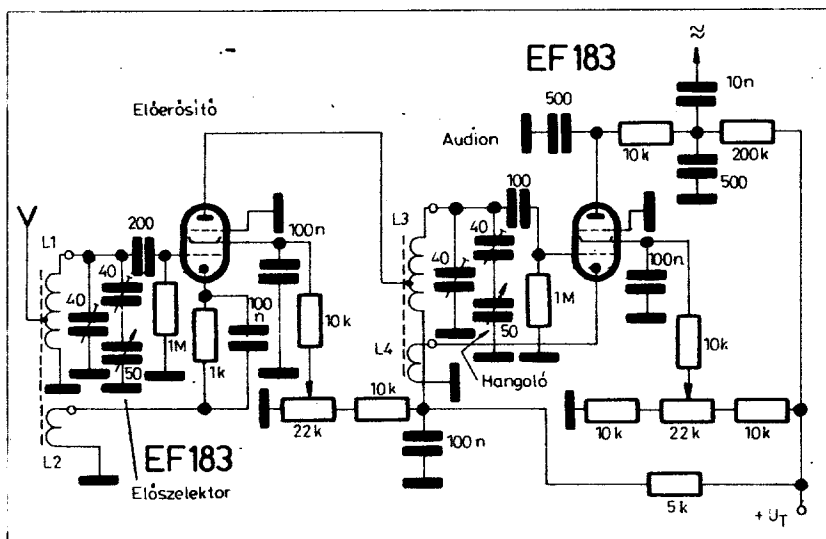 EF183
≈
10n
Előerősítő
500
Audion
10k
200k
500
200
100
L1
L3
100n
40
40
40
40
100n
1M
1k
100
n
10k
50
1M
50
10k
L4
Hangoló
22k
10k
10k
22k
10k
L2
EF183
100n
Előszelektor
5k
+U_T